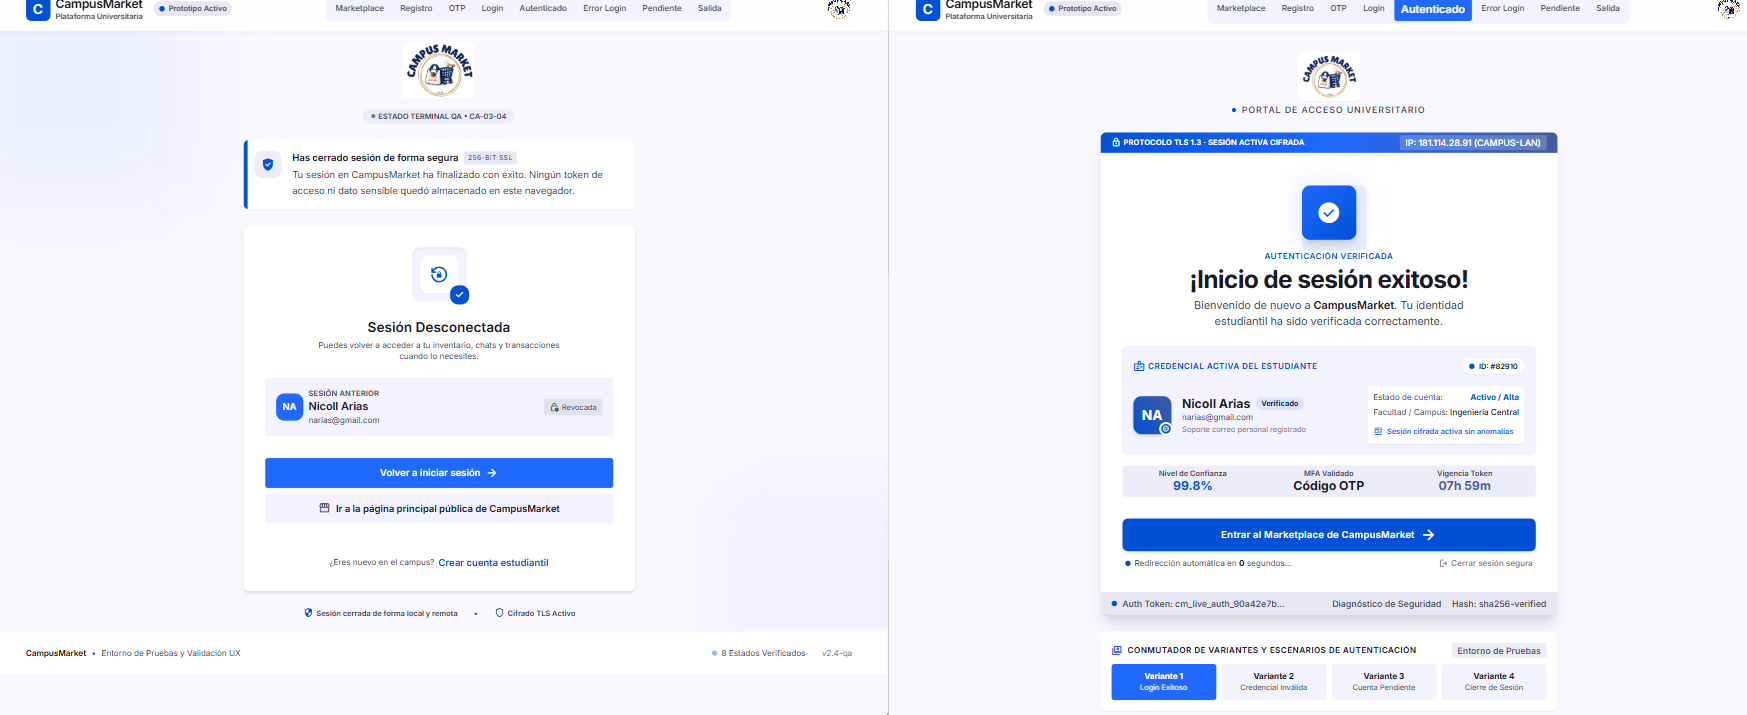 C
CampusMarket
Plataforma Universitaria
Prototipo Activo
Marketplace Registro OTP Login Autenticado Error Login Pendiente Salida
CAMPUS MARKET
ESTADO TERMINAL QA • CA-03-04
Has cerrado sesión de forma segura 256-BIT SSL
Tu sesión en CampusMarket ha finalizado con éxito. Ningún token de
acceso ni dato sensible quedó almacenado en este navegador.
Sesión Desconectada
Puedes volver a acceder a tu inventario, chats y transacciones
cuando lo necesites.
SESIÓN ANTERIOR
NA
Nicoll Arias
narias@gmail.com
Revocada
Volver a iniciar sesión →
Ir a la página principal pública de CampusMarket
¿Eres nuevo en el campus? Crear cuenta estudiantil
Sesión cerrada de forma local y remota • Cifrado TLS Activo
CampusMarket • Entorno de Pruebas y Validación UX
8 Estados Verificados v2.4-qa
C
CampusMarket
Plataforma Universitaria
Prototipo Activo
Marketplace Registro OTP Login Autenticado Error Login Pendiente Salida
CAMPUS MARKET
PORTAL DE ACCESO UNIVERSITARIO
PROTOCOLO TLS 1.3 - SESIÓN ACTIVA CIFRADA
IP: 181.114.28.91 (CAMPUS-LAN)
AUTENTICACIÓN VERIFICADA
¡Inicio de sesión exitoso!
Bienvenido de nuevo a CampusMarket. Tu identidad
estudiantil ha sido verificada correctamente.
CREDENCIAL ACTIVA DEL ESTUDIANTE
ID: #82910
NA
Nicoll Arias Verificado
narias@gmail.com
Soporte correo personal registrado
Estado de cuenta: Activo / Alta
Facultad / Campus: Ingeniería Central
Sesión cifrada activa sin anomalías
Nivel de Confianza
99.8%
MFA Validado
Código OTP
Vigencia Token
07h 59m
Entrar al Marketplace de CampusMarket →
Redirección automática en 0 segundos...
Cerrar sesión segura
Auth Token: cm_live_auth_90a42e7b...
Diagnóstico de Seguridad Hash: sha256-verified
CONMUTADOR DE VARIANTES Y ESCENARIOS DE AUTENTICACIÓN
Entorno de Pruebas
Variante 1
Login Exitoso
Variante 2
Credencial Inválida
Variante 3
Cuenta Pendiente
Variante 4
Cierre de Sesión